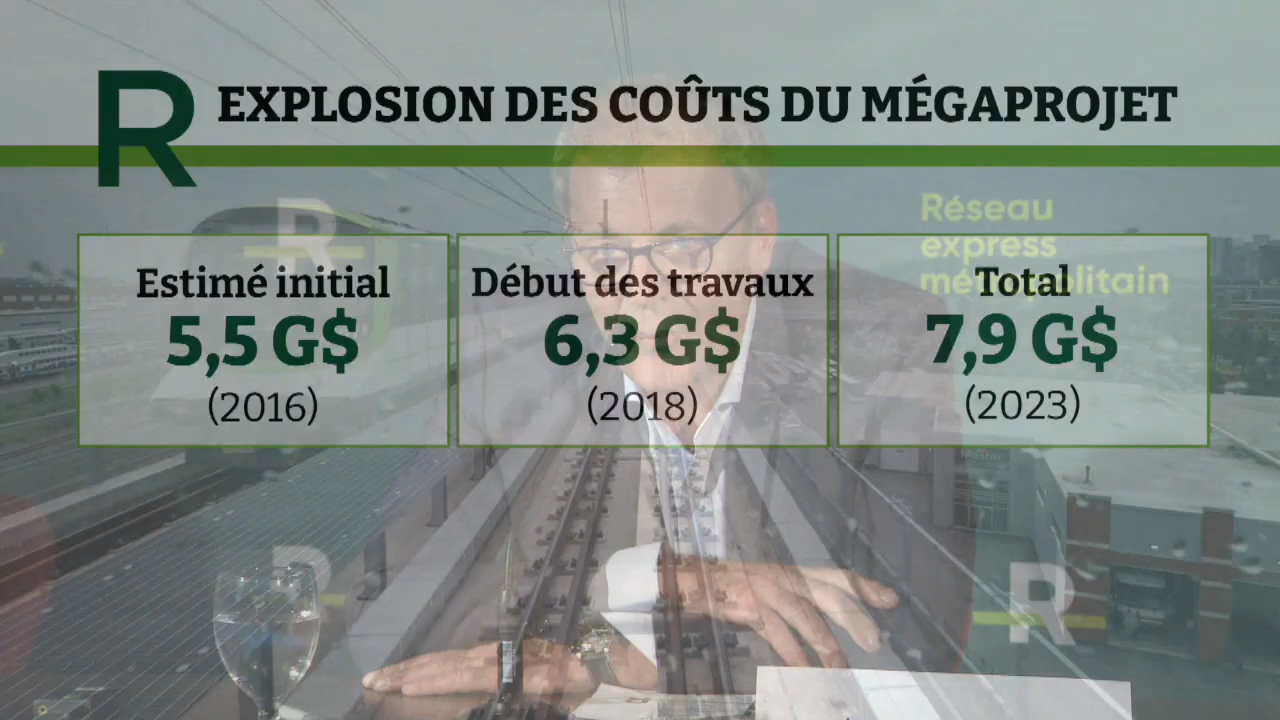 R
EXPLOSION DES COÛTS DU MÉGAPROJET
R
Réseau
express
métropolitain
Estimé initial
5,5 G$
(2016)
Début des travaux
6,3 G$
(2018)
Total
7,9 G$
(2023)
Master
R
R